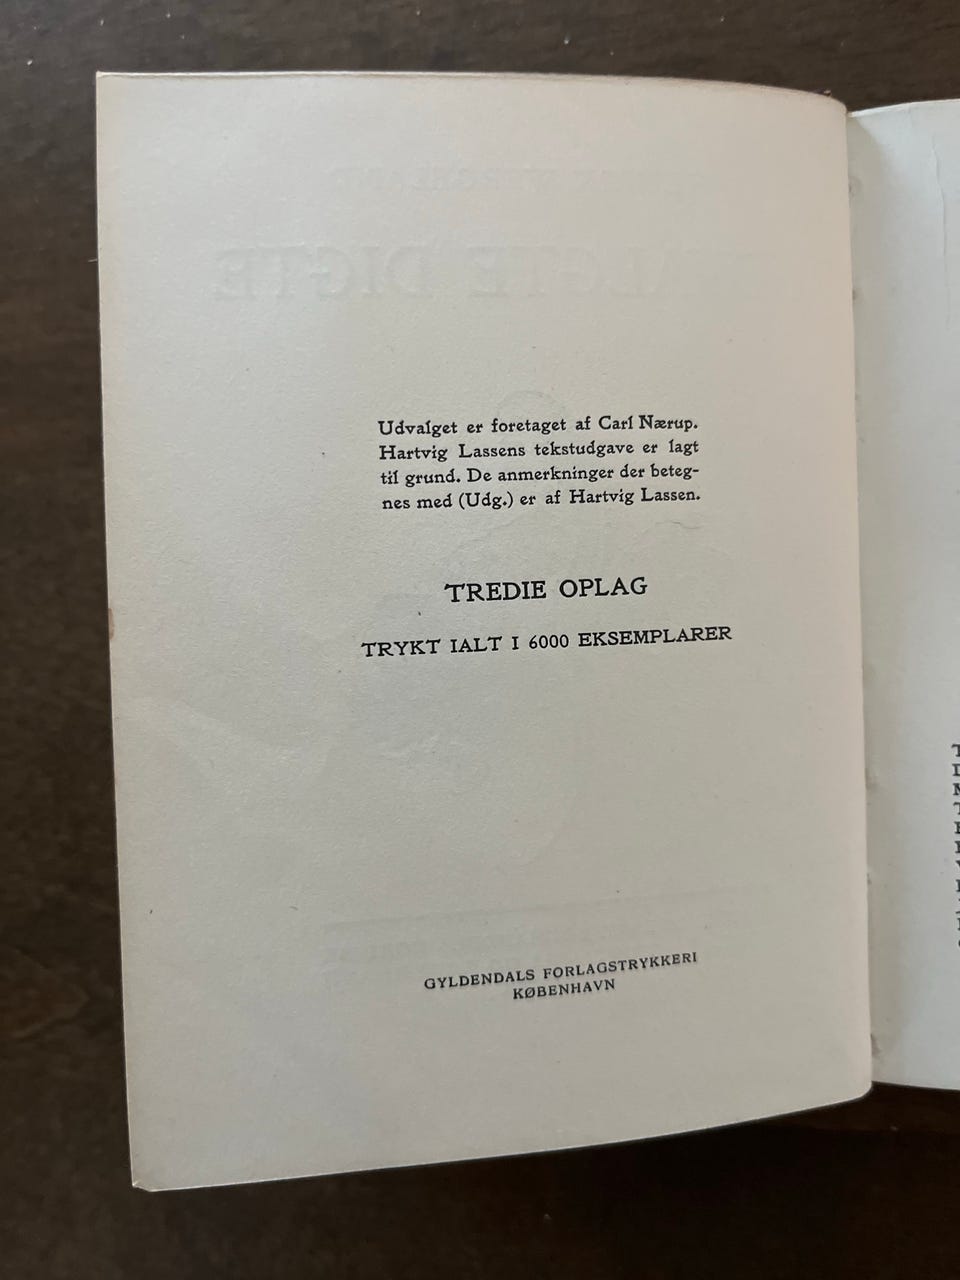 Udvalget er foretaget af Carl Nærup.
Hartvig Lassens tekstudgave er lagt
til grund. De anmerkninger der beteg-
nes med (Udg.) er af Hartvig Lassen.
TREDIE OPLAG
TRYKT IALT I 6000 EKSEMPLARER
GYLDENDALS FORLAGSTRYKKERI
KØBENHAVN